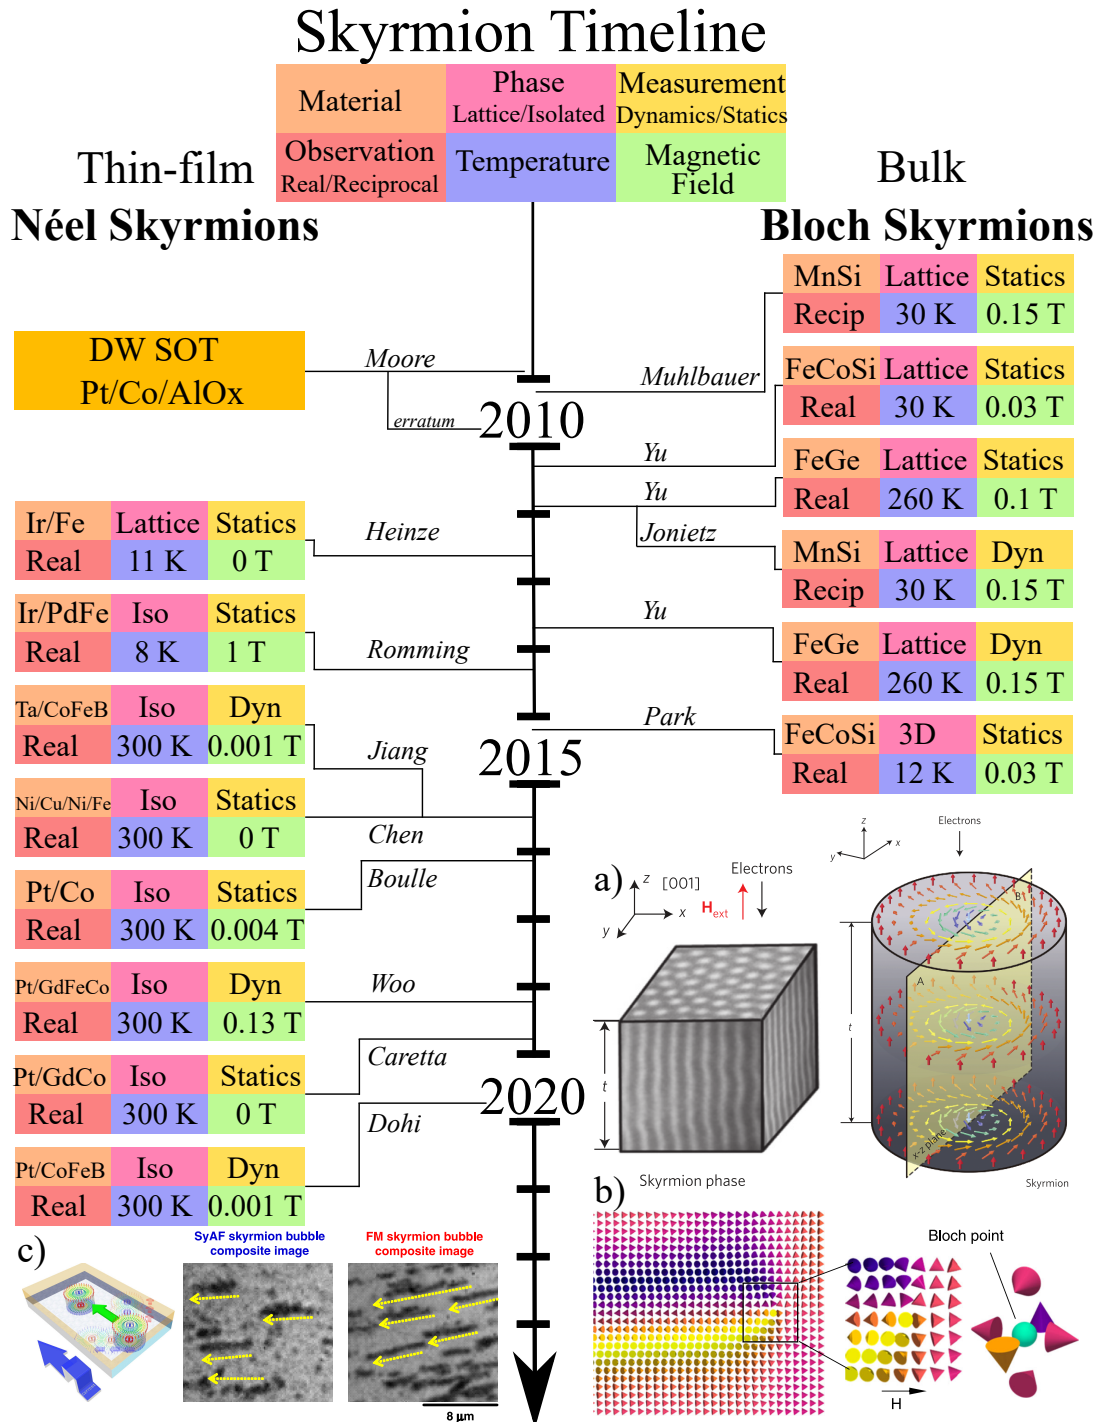 Skyrmion Timeline
Material
Phase
Lattice/Isolated
Measurement
Dynamics/Statics
Observation
Real/Reciprocal
Temperature
Magnetic
Field
Thin-film
Néel Skyrmions
Bulk
Bloch Skyrmions
DW SOT
Pt/Co/AlOx
Moore
erratum
Muhlbauer
MnSi Lattice Statics
Recip 30 K 0.15 T
2010
FeCoSi Lattice Statics
Real 30 K 0.03 T
Yu
FeGe Lattice Statics
Real 260 K 0.1 T
Yu
Jonietz
MnSi Lattice Dyn
Recip 30 K 0.15 T
Yu
FeGe Lattice Dyn
Real 260 K 0.15 T
Park
FeCoSi 3D Statics
Real 12 K 0.03 T
Ir/Fe Lattice Statics
Real 11 K 0 T
Heinze
Ir/PdFe Iso Statics
Real 8 K 1 T
Romming
Ta/CoFeB Iso Dyn
Real 300 K 0.001 T
Jiang
2015
Ni/Cu/Ni/Fe Iso Statics
Real 300 K 0 T
Chen
Boulle
Pt/Co Iso Statics
Real 300 K 0.004 T
Pt/GdFeCo Iso Dyn
Real 300 K 0.13 T
Woo
Caretta
Pt/GdCo Iso Statics
Real 300 K 0 T
2020
Dohi
Pt/CoFeB Iso Dyn
Real 300 K 0.001 T
a)
z [001]
x
y
Hext
Electrons
t
Skyrmion phase
z
y
x
Electrons
B
A
t
x-z plane
Skyrmion
b)
Bloch point
H
c)
SyAF skyrmion bubble
composite image
FM skyrmion bubble
composite image
8 μm